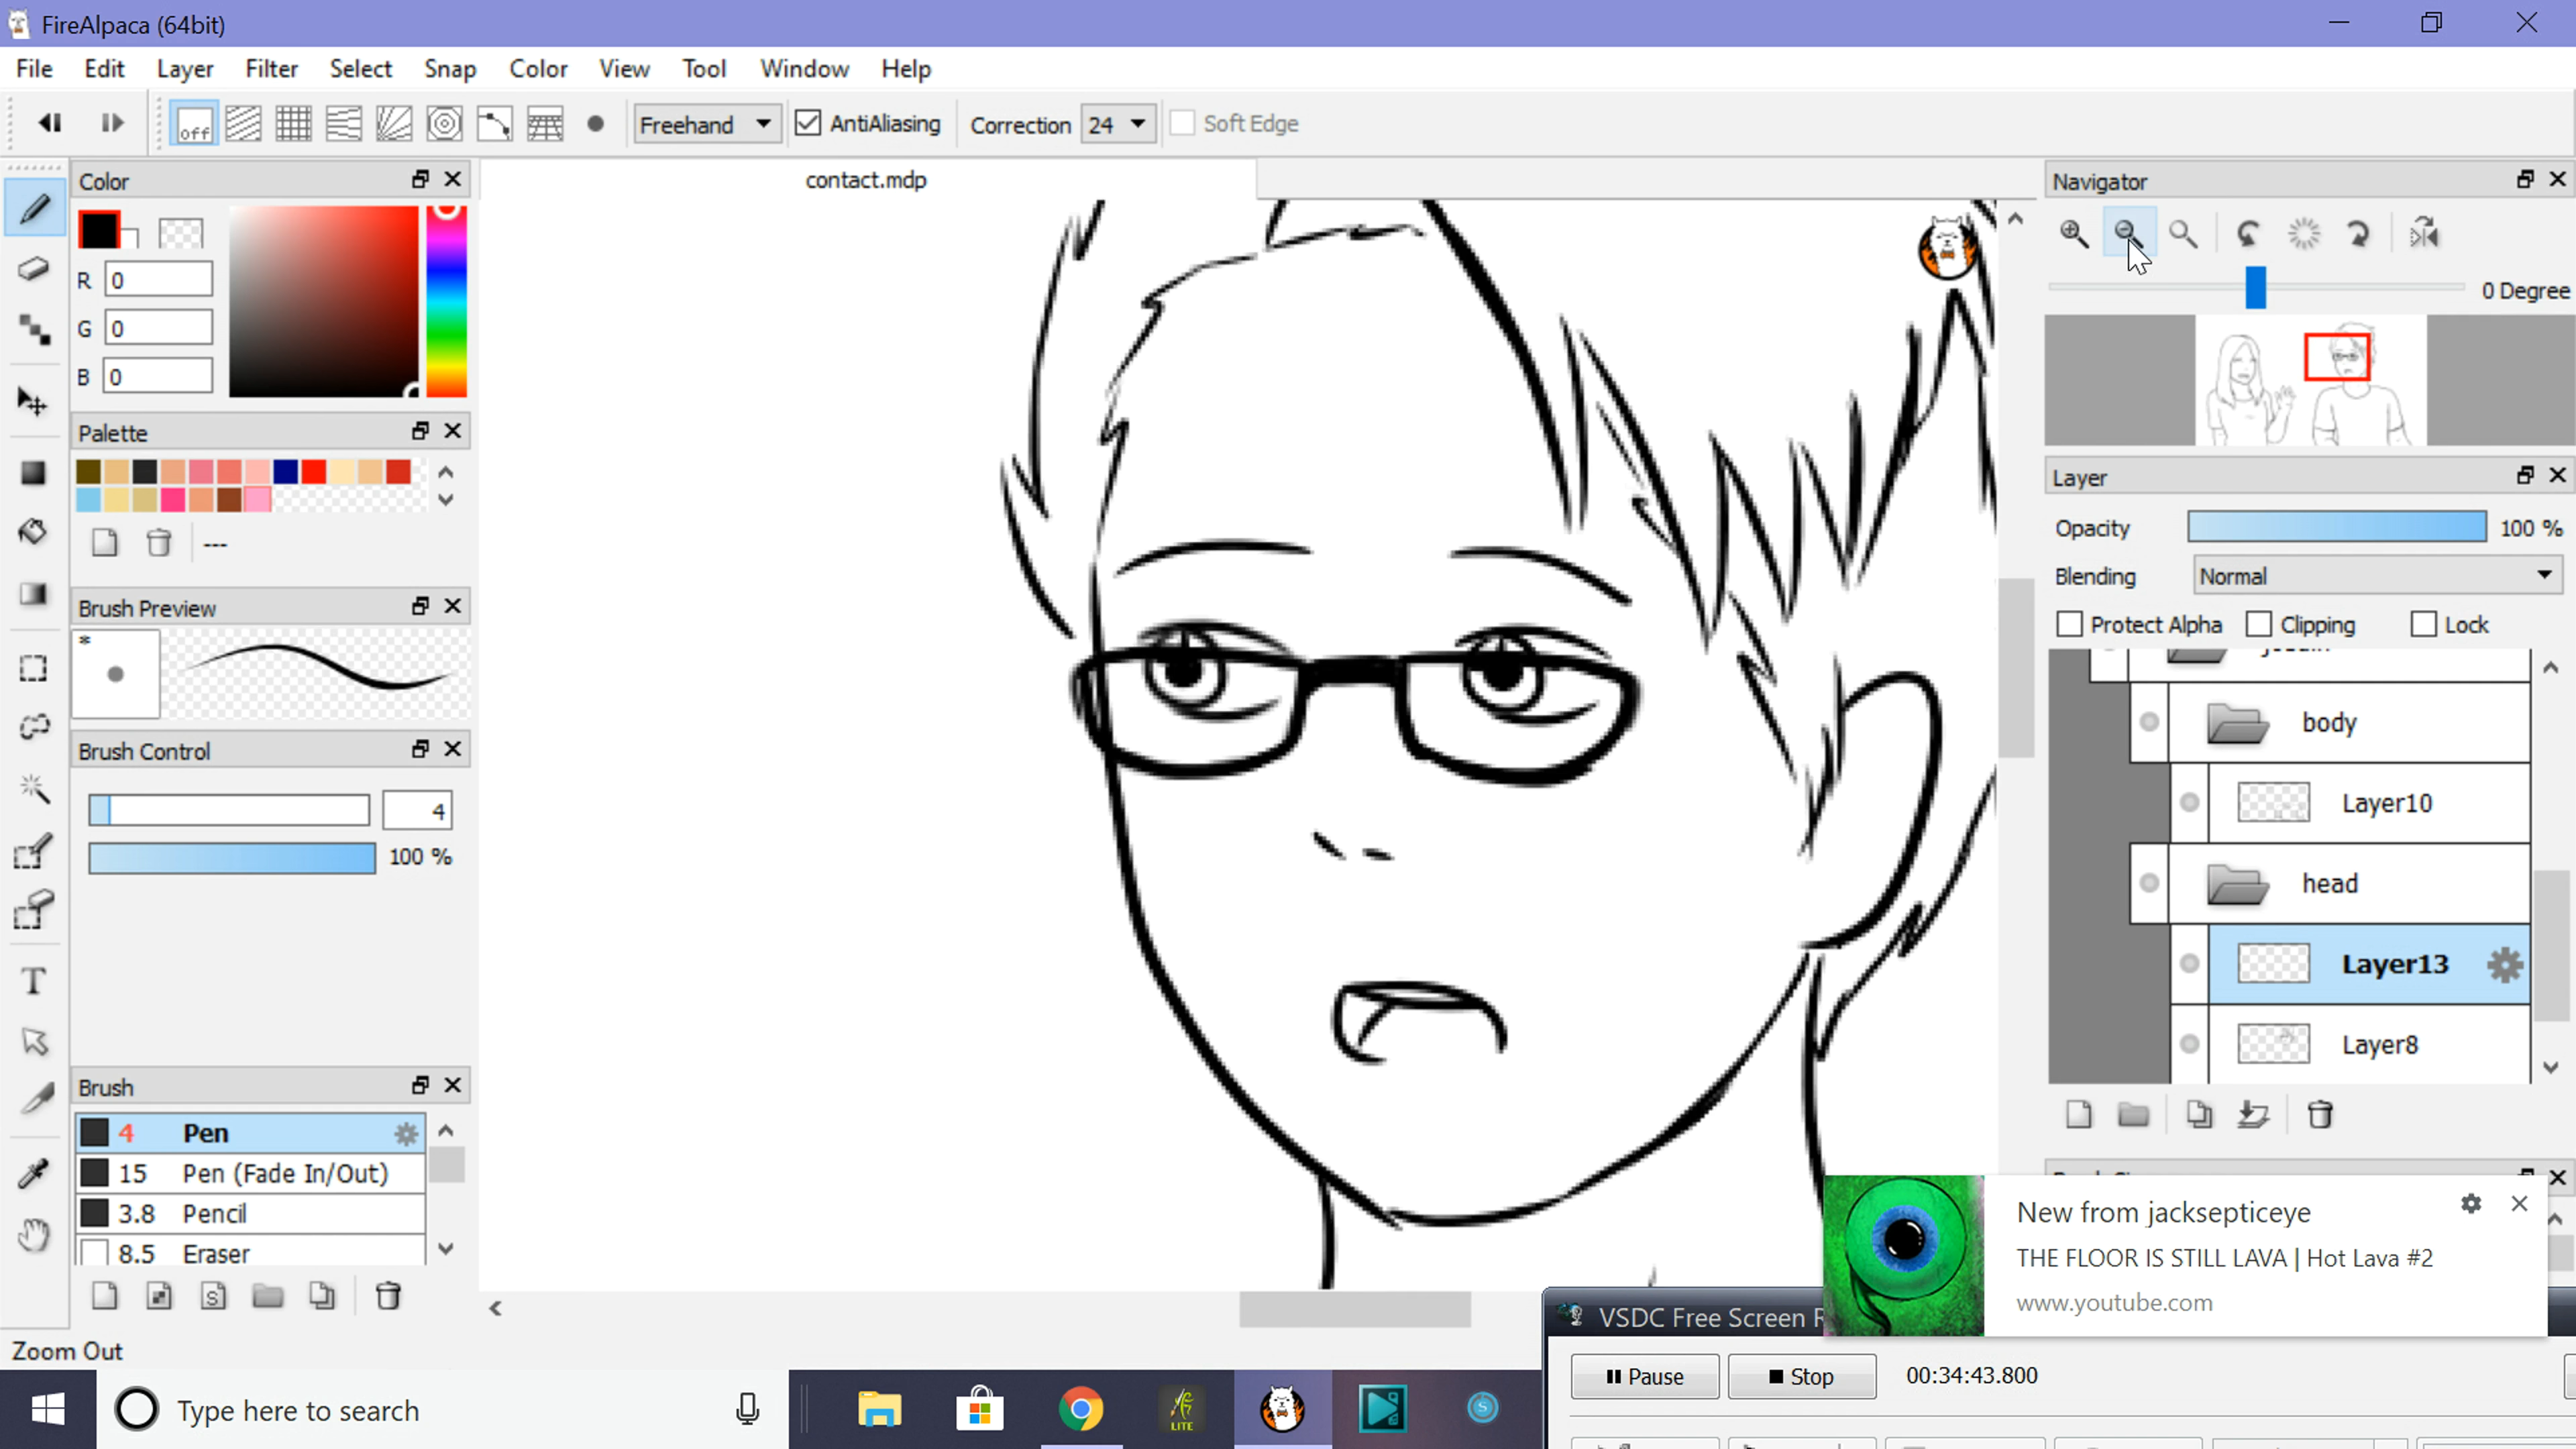 FireAlpaca (64bit)
File Edit Layer Filter Select Snap Color View Tool Window Help
off Freehand AntiAliasing Correction 24 Soft Edge
Color
R 0
G 0
B 0
Palette
---
Brush Preview
*
Brush Control
4
100 %
Brush
4 Pen
15 Pen (Fade In/Out)
3.8 Pencil
8.5 Eraser
T
S
Zoom Out
contact.mdp
Navigator
0 Degree
Layer
Opacity 100 %
Blending Normal
Protect Alpha Clipping Lock
body
Layer10
head
Layer13
Layer8
New from jacksepticeye
THE FLOOR IS STILL LAVA | Hot Lava #2
www.youtube.com
VSDC Free Screen
Pause Stop 00:34:43.800
Type here to search
LITE
S